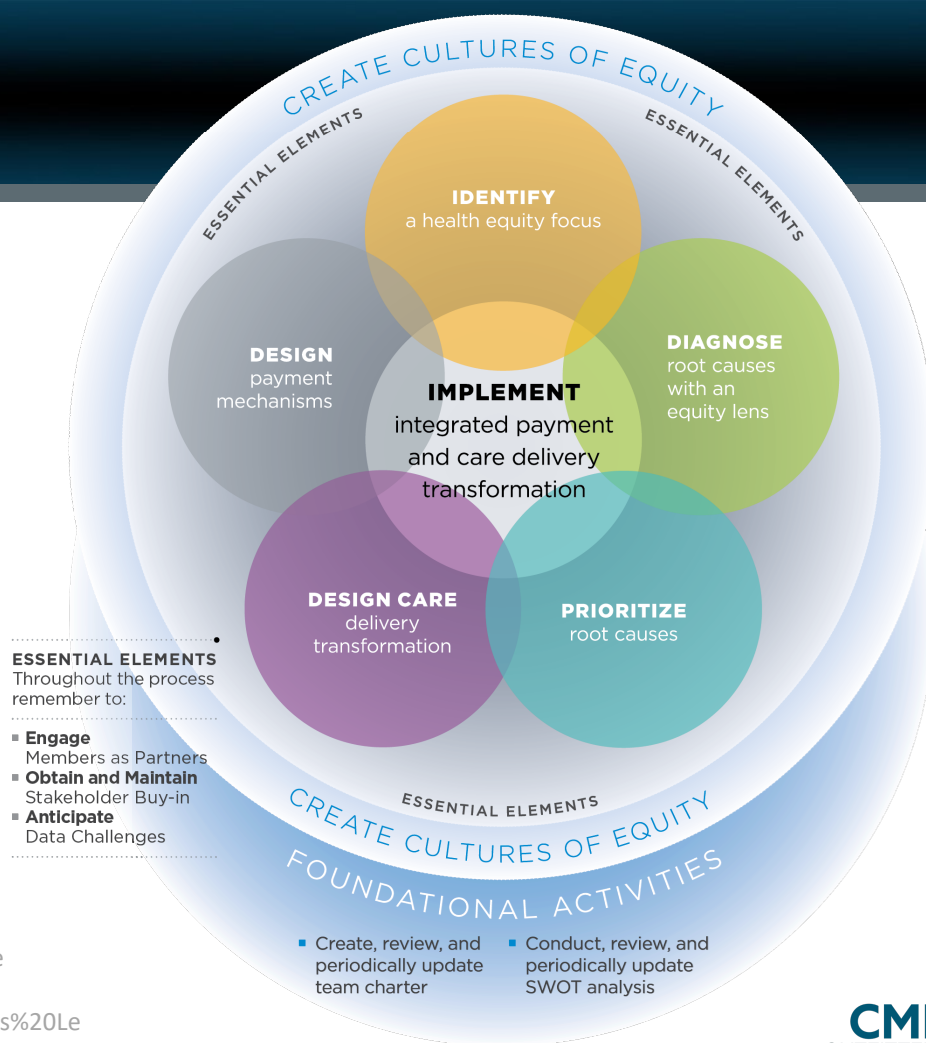 CREATE CULTURES OF EQUITY
ESSENTIAL ELEMENTS
ESSENTIAL ELEMENTS
IDENTIFY
a health equity focus
DESIGN
payment
mechanisms
DIAGNOSE
root causes
with an
equity lens
IMPLEMENT
integrated payment
and care delivery
transformation
DESIGN CARE
delivery
transformation
PRIORITIZE
root causes
ESSENTIAL ELEMENTS
Throughout the process
remember to:
Engage
Members as Partners
Obtain and Maintain
Stakeholder Buy-in
Anticipate
Data Challenges
ESSENTIAL ELEMENTS
CREATE CULTURES OF EQUITY
FOUNDATIONAL ACTIVITIES
Create, review, and
periodically update
team charter
Conduct, review, and
periodically update
SWOT analysis
s%20Le